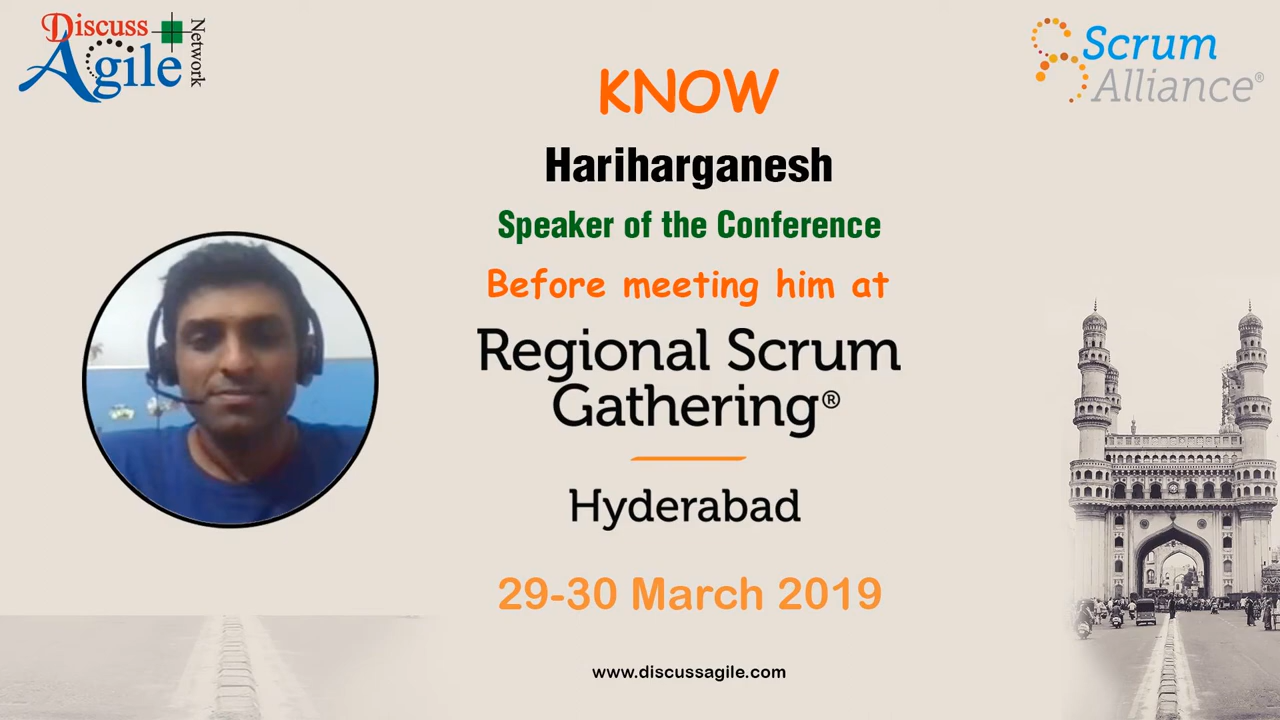 Discuss
Agile
Network
Scrum
Alliance®
KNOW
Hariharganesh
Speaker of the Conference
Before meeting him at
Regional Scrum
Gathering®
Hyderabad
29-30 March 2019
www.discussagile.com